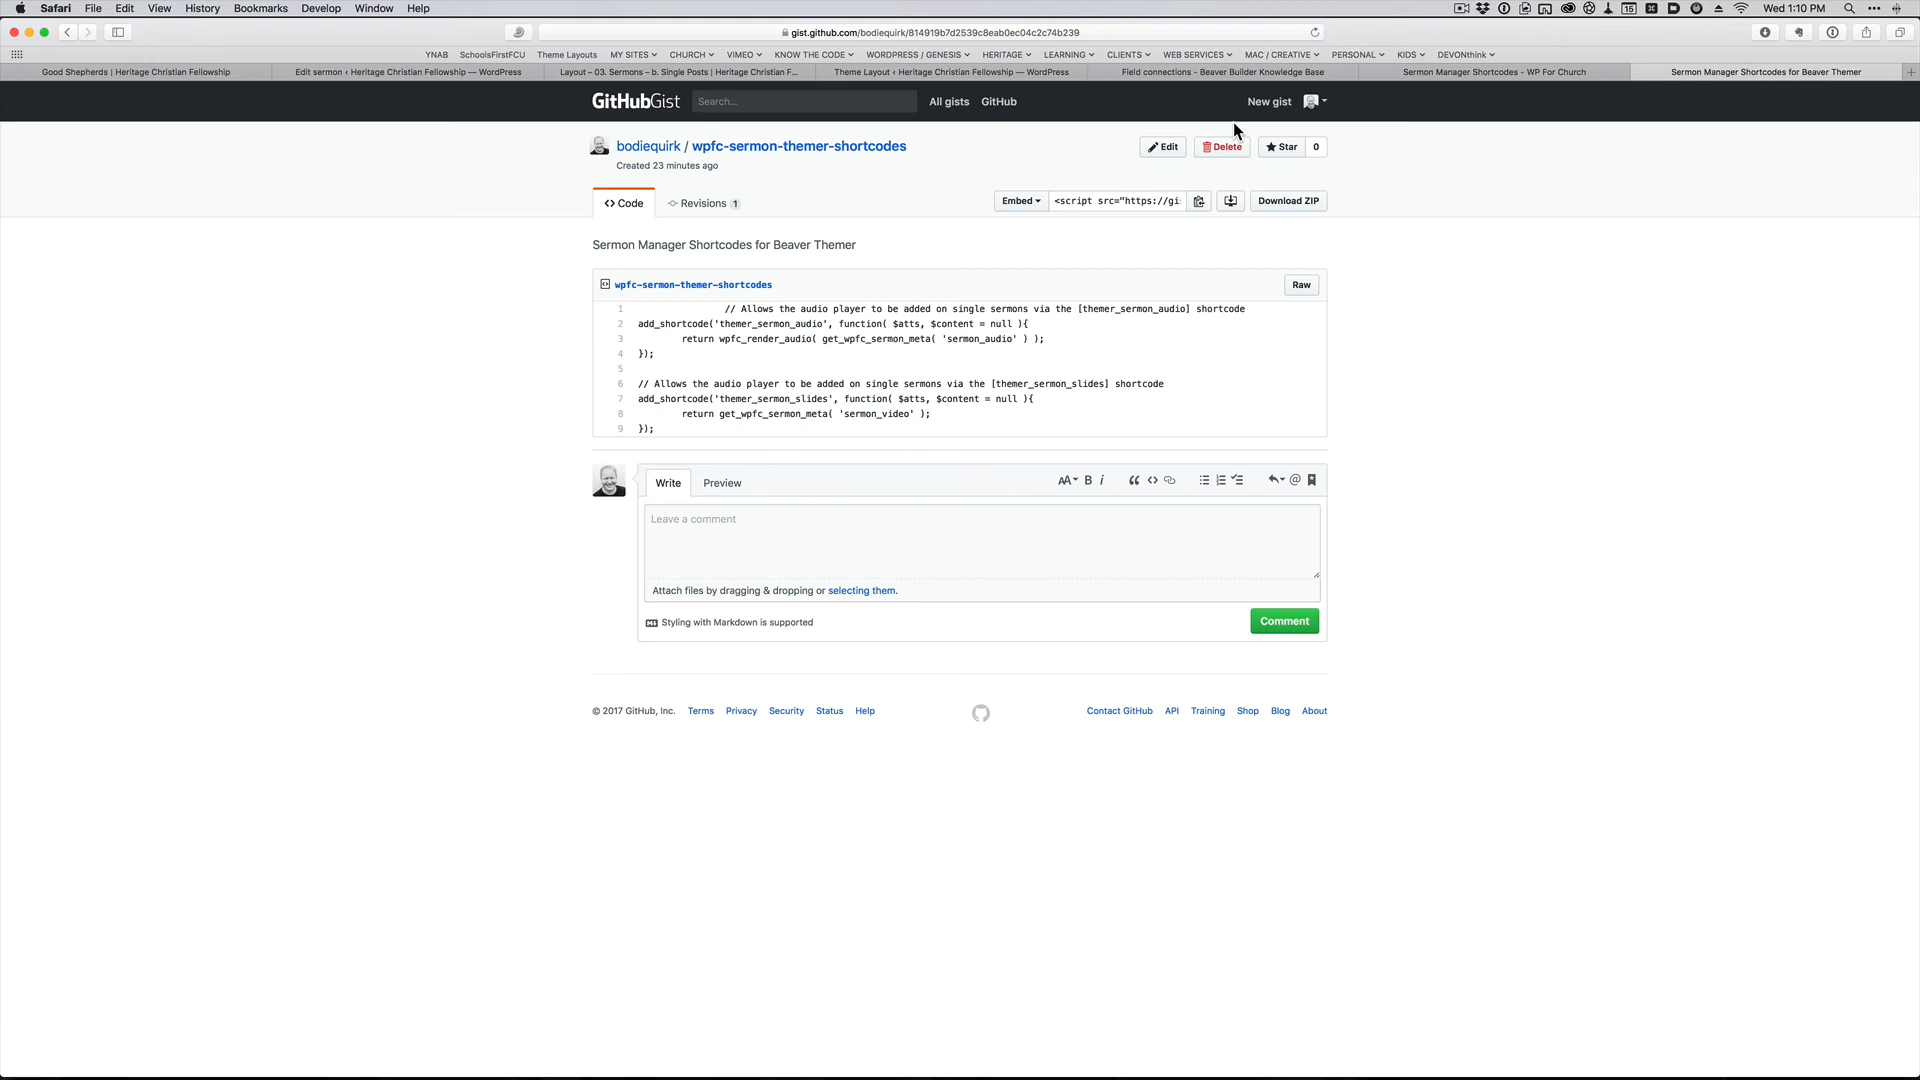 Safari File Edit View History Bookmarks Develop Window Help 15 Wed 1:10 PM
gist.github.com/bodiequirk/814919b7d2539c8eab0ec04c2c74b239
YNAB SchoolsFirstFCU Theme Layouts MY SITES CHURCH VIMEO KNOW THE CODE WORDPRESS / GENESIS HERITAGE LEARNING CLIENTS WEB SERVICES MAC / CREATIVE PERSONAL KIDS DEVONthink
Good Shepherds | Heritage Christian Fellowship Edit sermon ‹ Heritage Christian Fellowship — WordPress Layout – 03. Sermons – b. Single Posts | Heritage Christian F... Theme Layout ‹ Heritage Christian Fellowship — WordPress Field connections - Beaver Builder Knowledge Base Sermon Manager Shortcodes - WP For Church Sermon Manager Shortcodes for Beaver Themer
GitHubGist Search... All gists GitHub New gist
bodiequirk / wpfc-sermon-themer-shortcodes Edit Delete Star 0
Created 23 minutes ago
Code Revisions 1 Embed <script src="https://gi Download ZIP
Sermon Manager Shortcodes for Beaver Themer
wpfc-sermon-themer-shortcodes Raw
1 // Allows the audio player to be added on single sermons via the [themer_sermon_audio] shortcode
2 add_shortcode('themer_sermon_audio', function( $atts, $content = null ){
3 return wpfc_render_audio( get_wpfc_sermon_meta( 'sermon_audio' ) );
4 });
5
6 // Allows the audio player to be added on single sermons via the [themer_sermon_slides] shortcode
7 add_shortcode('themer_sermon_slides', function( $atts, $content = null ){
8 return get_wpfc_sermon_meta( 'sermon_video' );
9 });
Write Preview AA B i
Leave a comment
Attach files by dragging & dropping or selecting them.
Styling with Markdown is supported Comment
© 2017 GitHub, Inc. Terms Privacy Security Status Help Contact GitHub API Training Shop Blog About